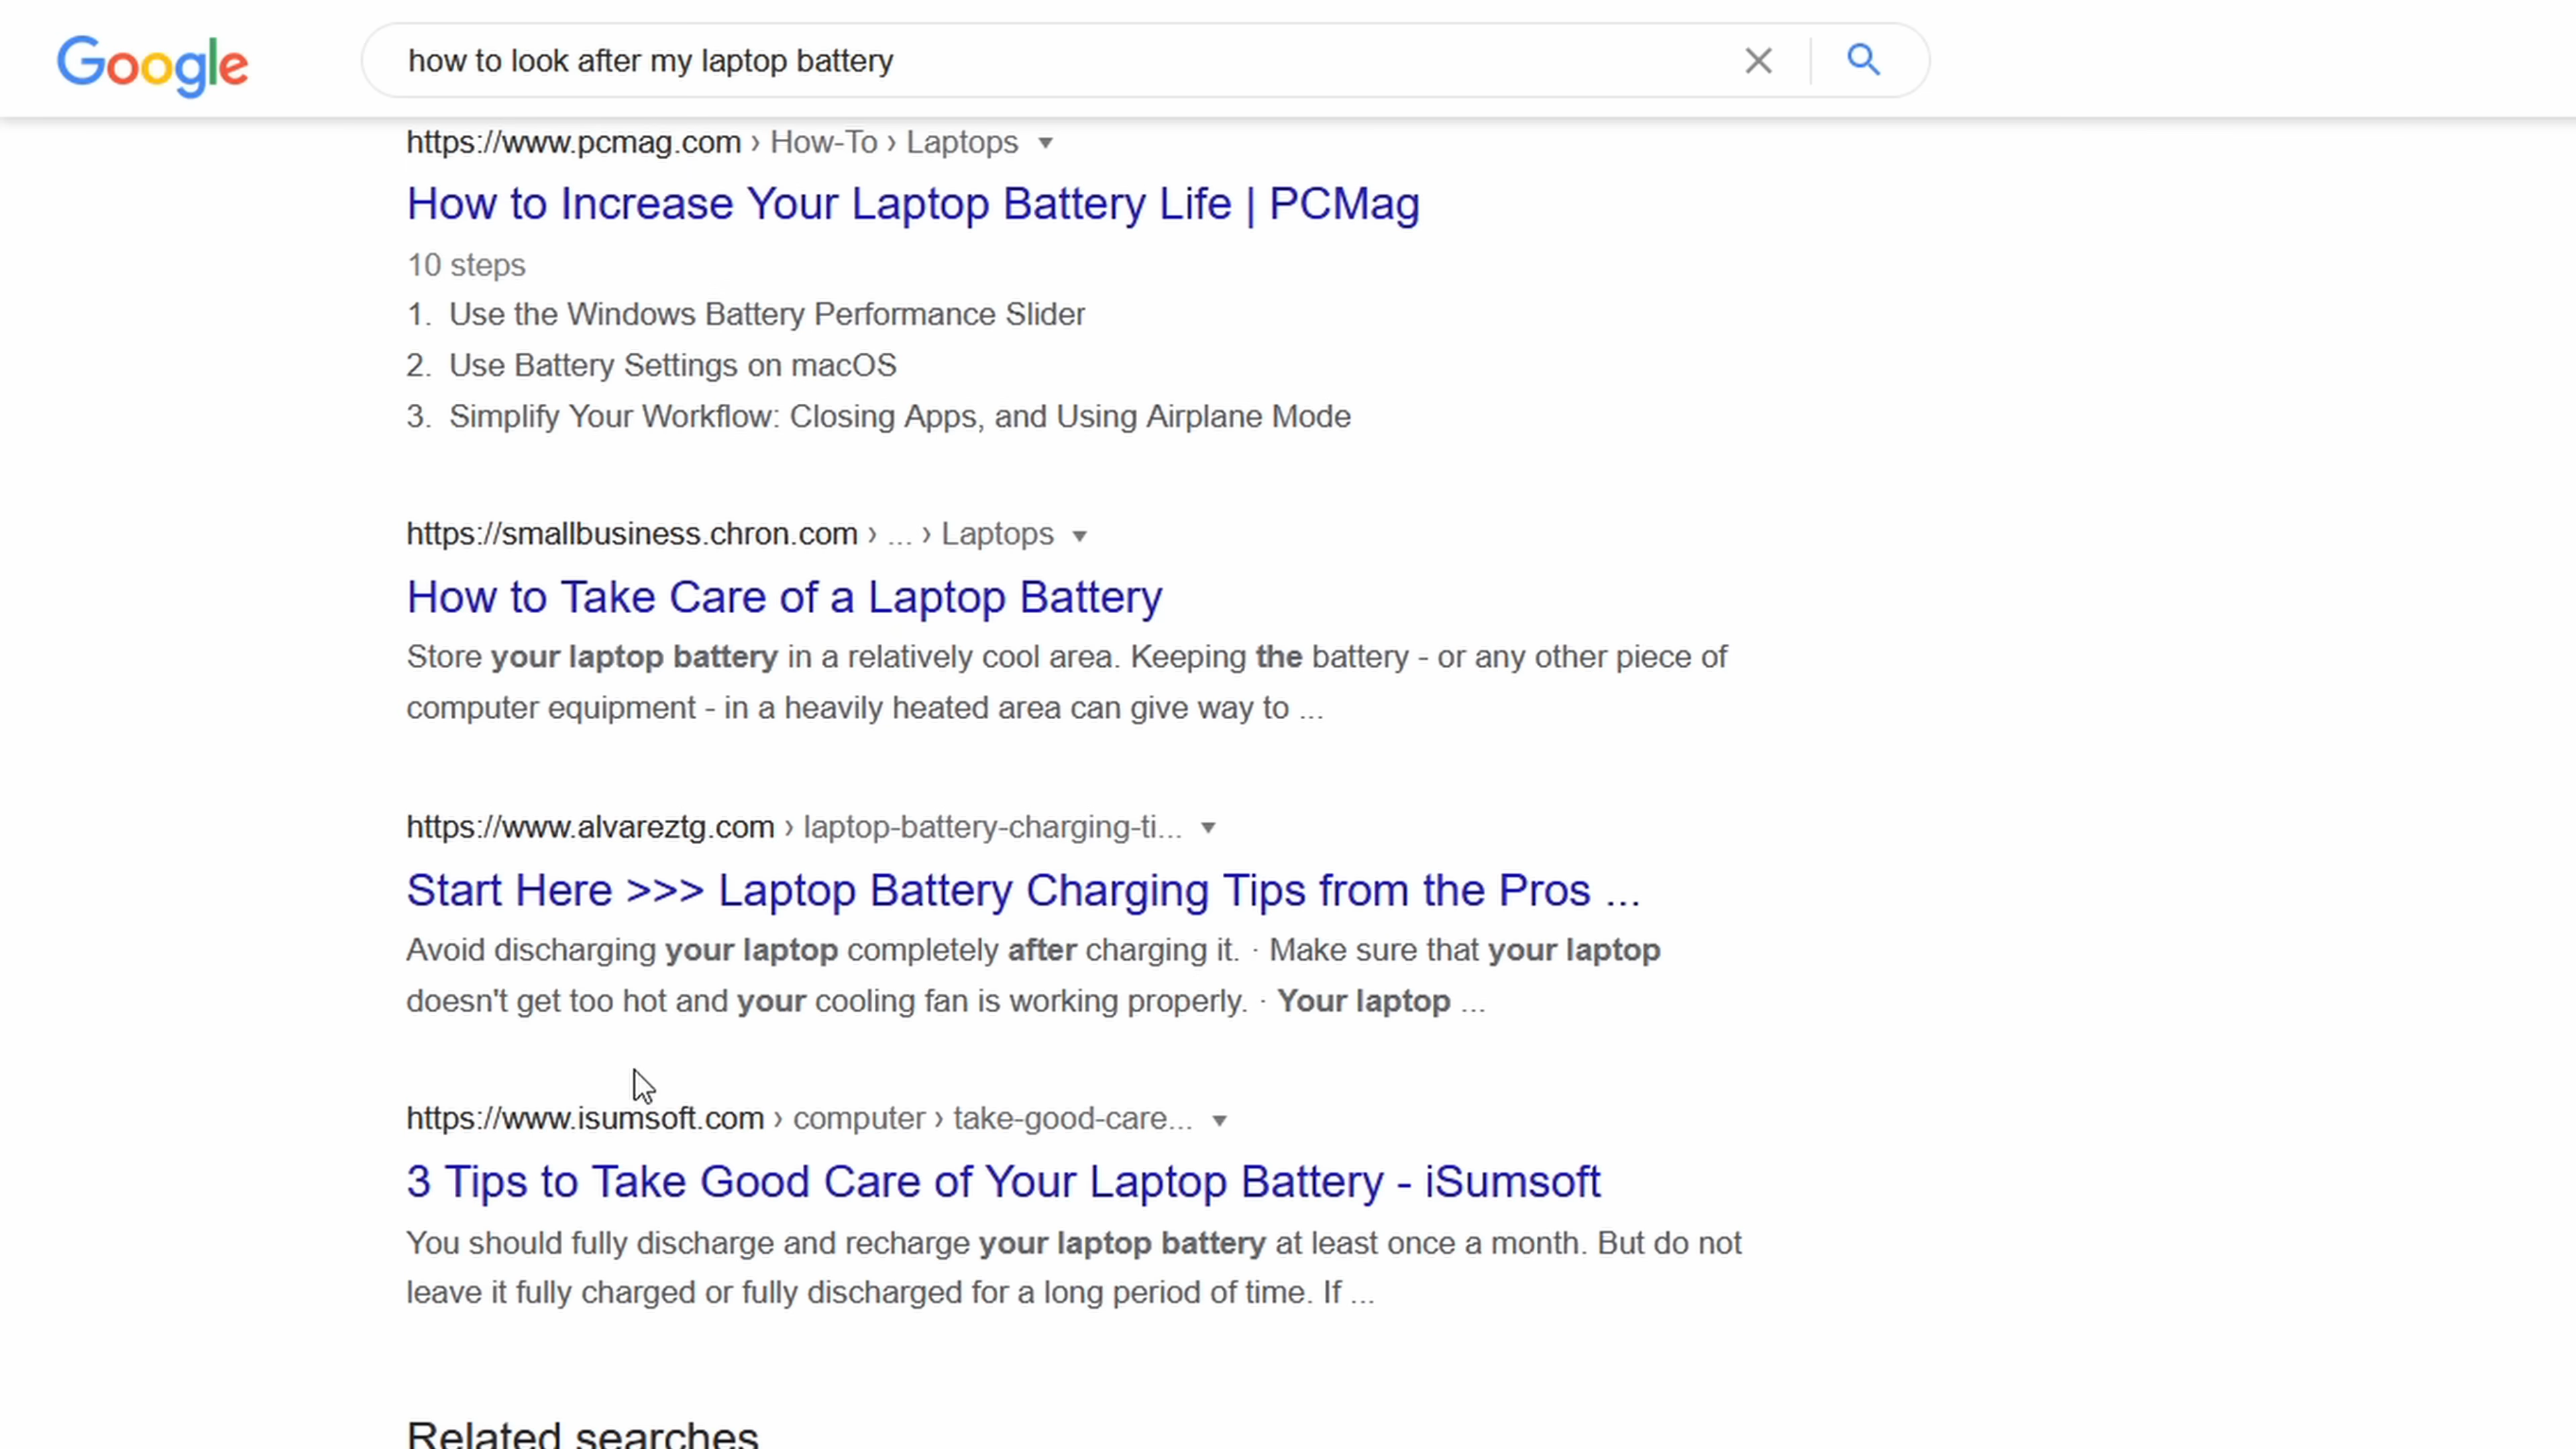 Google
how to look after my laptop battery
https://www.pcmag.com › How-To › Laptops
How to Increase Your Laptop Battery Life | PCMag
10 steps
1. Use the Windows Battery Performance Slider
2. Use Battery Settings on macOS
3. Simplify Your Workflow: Closing Apps, and Using Airplane Mode
https://smallbusiness.chron.com › ... › Laptops
How to Take Care of a Laptop Battery
Store your laptop battery in a relatively cool area. Keeping the battery - or any other piece of
computer equipment - in a heavily heated area can give way to ...
https://www.alvareztg.com › laptop-battery-charging-ti...
Start Here >>> Laptop Battery Charging Tips from the Pros ...
Avoid discharging your laptop completely after charging it. · Make sure that your laptop
doesn't get too hot and your cooling fan is working properly. · Your laptop ...
https://www.isumsoft.com › computer › take-good-care...
3 Tips to Take Good Care of Your Laptop Battery - iSumsoft
You should fully discharge and recharge your laptop battery at least once a month. But do not
leave it fully charged or fully discharged for a long period of time. If ...
Related searches